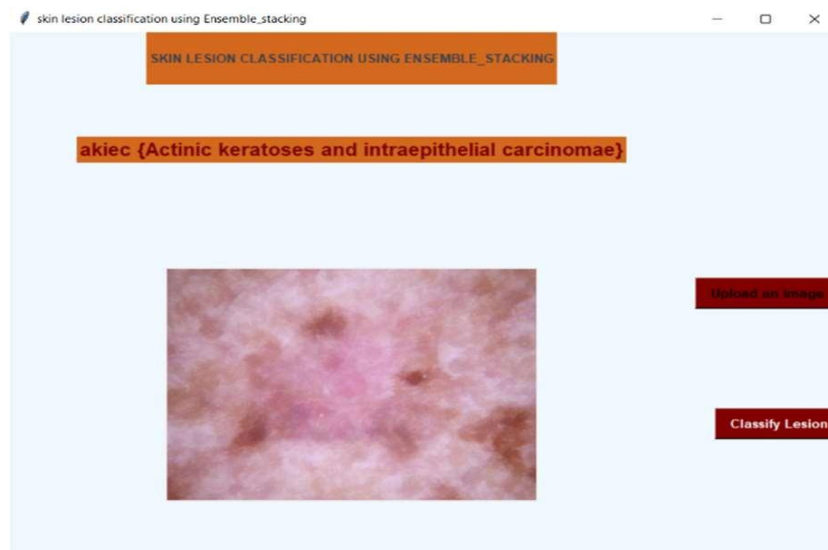 skin lesion classification using Ensemble_stacking
SKIN LESION CLASSIFICATION USING ENSEMBLE_STACKING
akiec {Actinic keratoses and intraepithelial carcinomae}
Upload an image
Classify Lesion